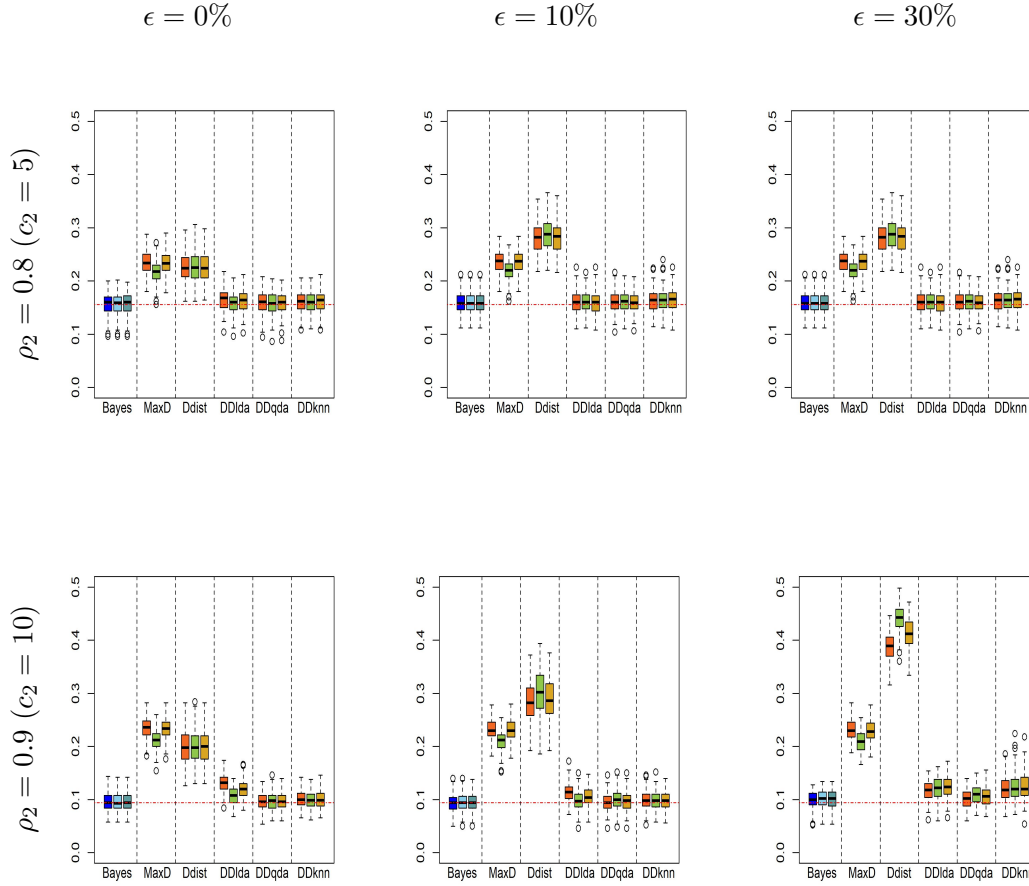 ϵ = 0% ϵ = 10% ϵ = 30%
ρ2 = 0.8 (c2 = 5)
0.5 0.5 0.5
0.4 0.4 0.4
0.3 0.3 0.3
0.2 0.2 0.2
0.1 0.1 0.1
0.0 0.0 0.0
Bayes MaxD Ddist DDlda DDqda DDknn Bayes MaxD Ddist DDlda DDqda DDknn Bayes MaxD Ddist DDlda DDqda DDknn
ρ2 = 0.9 (c2 = 10)
0.5 0.5 0.5
0.4 0.4 0.4
0.3 0.3 0.3
0.2 0.2 0.2
0.1 0.1 0.1
0.0 0.0 0.0
Bayes MaxD Ddist DDlda DDqda DDknn Bayes MaxD Ddist DDlda DDqda DDknn Bayes MaxD Ddist DDlda DDqda DDknn